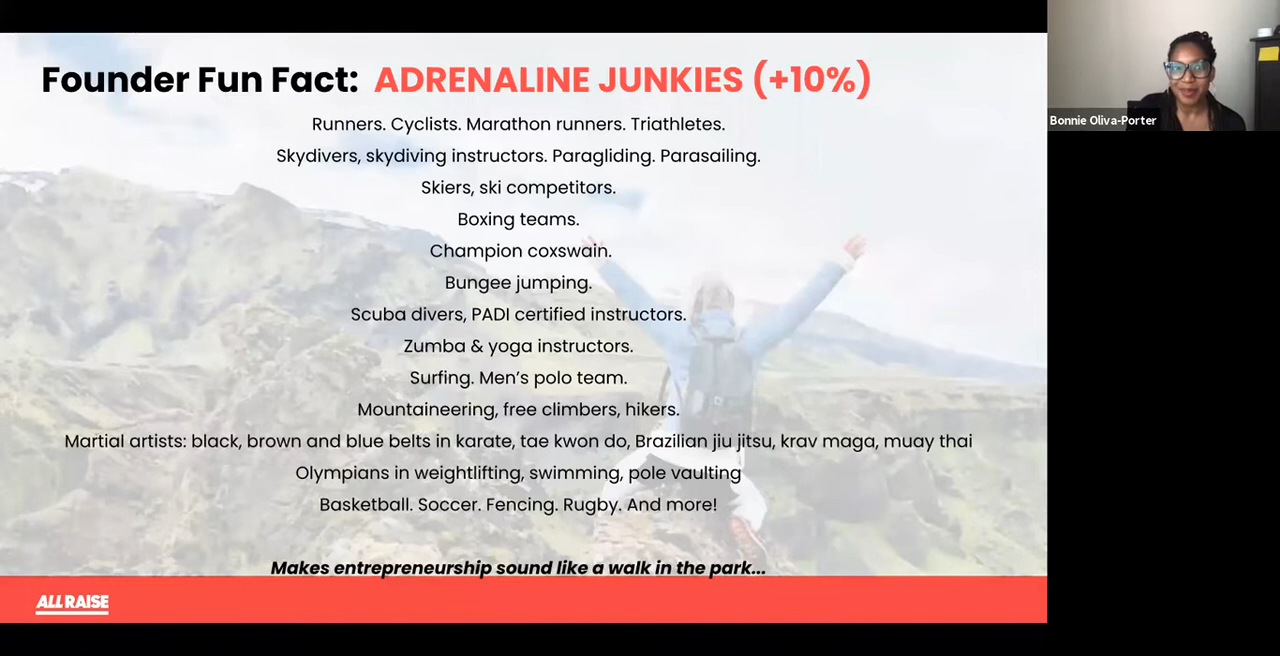 Founder Fun Fact: ADRENALINE JUNKIES (+10%)
Runners. Cyclists. Marathon runners. Triathletes.
Skydivers, skydiving instructors. Paragliding. Parasailing.
Skiers, ski competitors.
Boxing teams.
Champion coxswain.
Bungee jumping.
Scuba divers, PADI certified instructors.
Zumba & yoga instructors.
Surfing. Men’s polo team.
Mountaineering, free climbers, hikers.
Martial artists: black, brown and blue belts in karate, tae kwon do, Brazilian jiu jitsu, krav maga, muay thai
Olympians in weightlifting, swimming, pole vaulting
Basketball. Soccer. Fencing. Rugby. And more!
Makes entrepreneurship sound like a walk in the park...
ALL RAISE
Bonnie Oliva-Porter